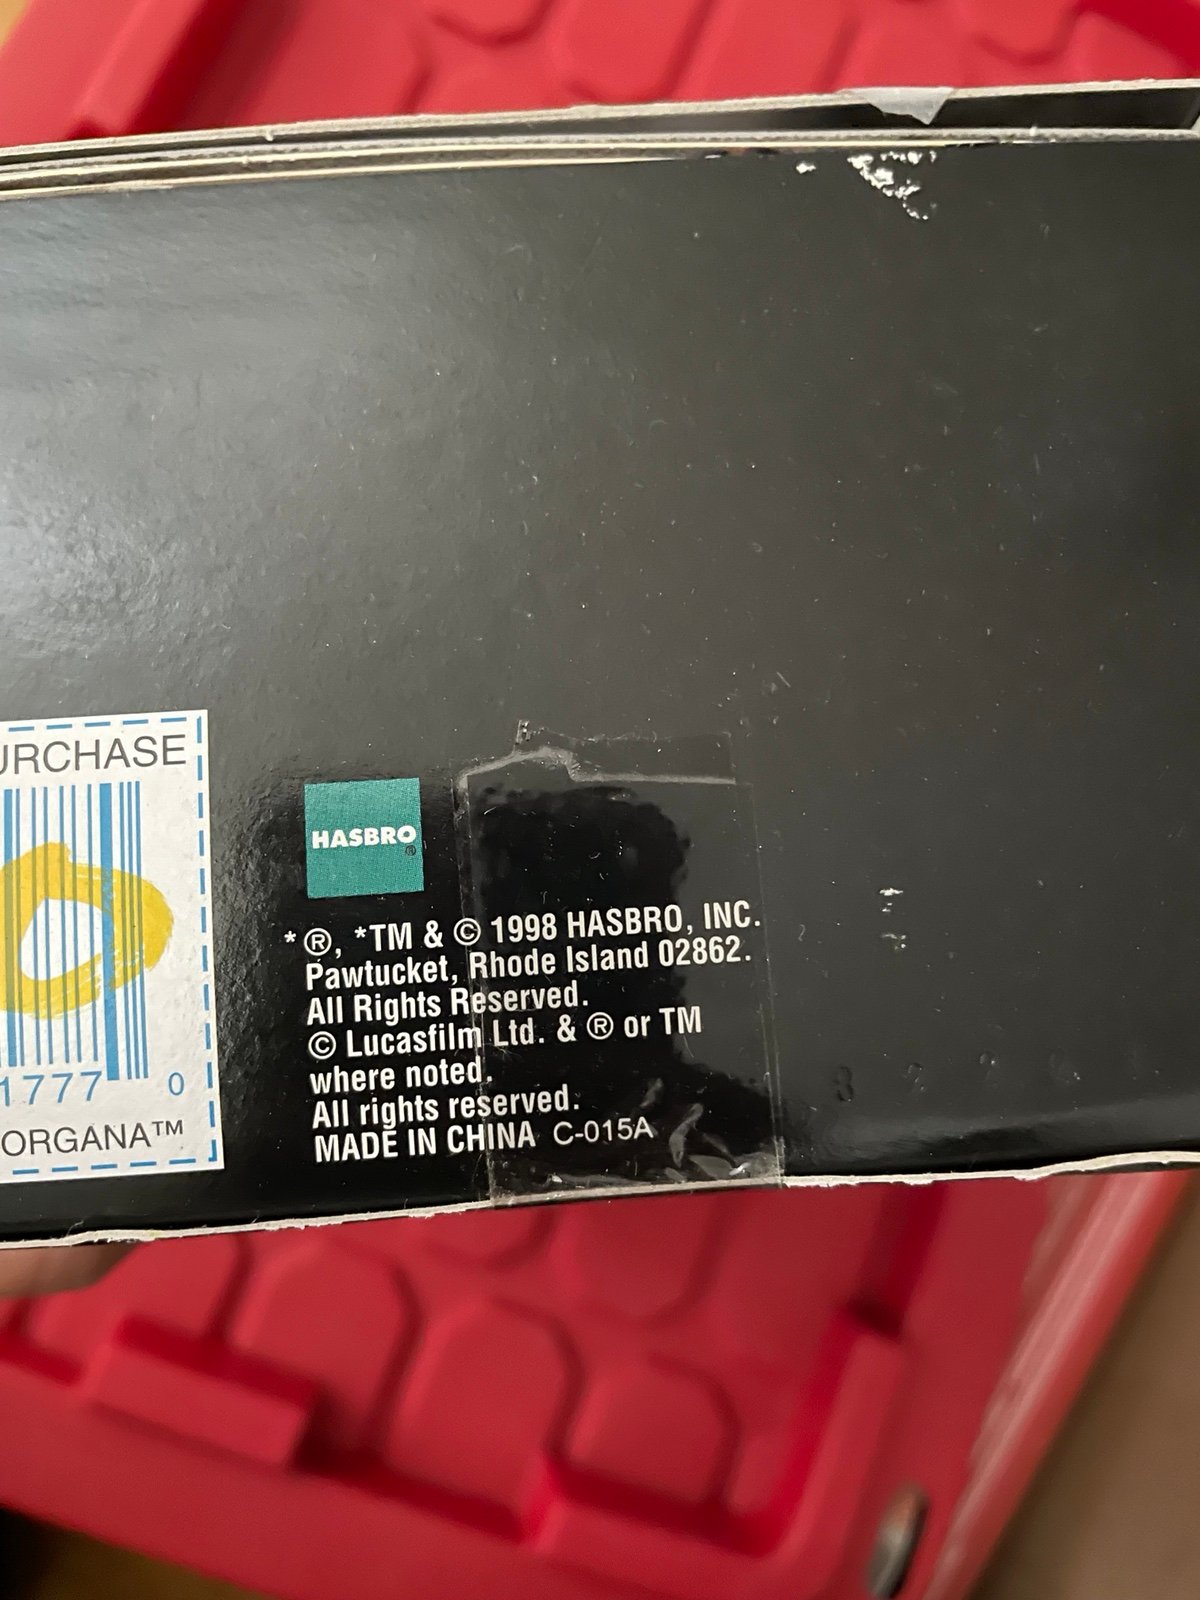 URCHASE
1777 0
ORGANA™
HASBRO
®
*®, *TM & © 1998 HASBRO, INC.
Pawtucket, Rhode Island 02862.
All Rights Reserved.
© Lucasfilm Ltd. & ® or TM
where noted.
All rights reserved.
MADE IN CHINA C-015A